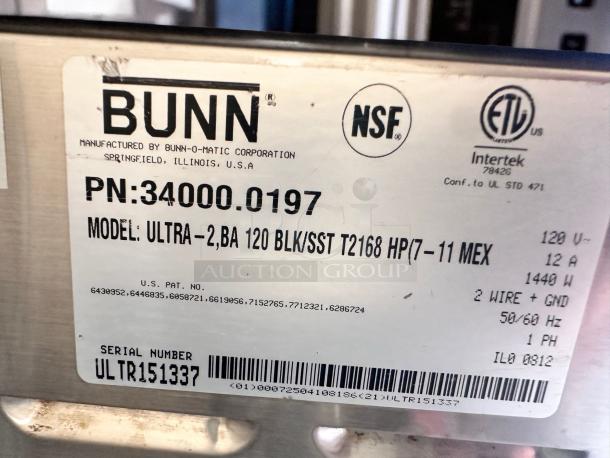 BUNN®
MANUFACTURED BY BUNN-O-MATIC CORPORATION
SPRINGFIELD, ILLINOIS, U.S.A
NSF®
ETL US
Intertek
78426
Conf.to UL STD 471
PN:34000.0197
MODEL: ULTRA-2,BA 120 BLK/SST T2168 HP(7-11 MEX
120 V~
12 A
1440 W
2 WIRE + GND
50/60 Hz
1 PH
IL0 0812
AUCTION GROUP
U.S. PAT. NO.
6430952,6446835,6058721,6619056,7152765,7712321,6286724
SERIAL NUMBER
ULTR151337
(01)00072504108186(21)ULTR151337